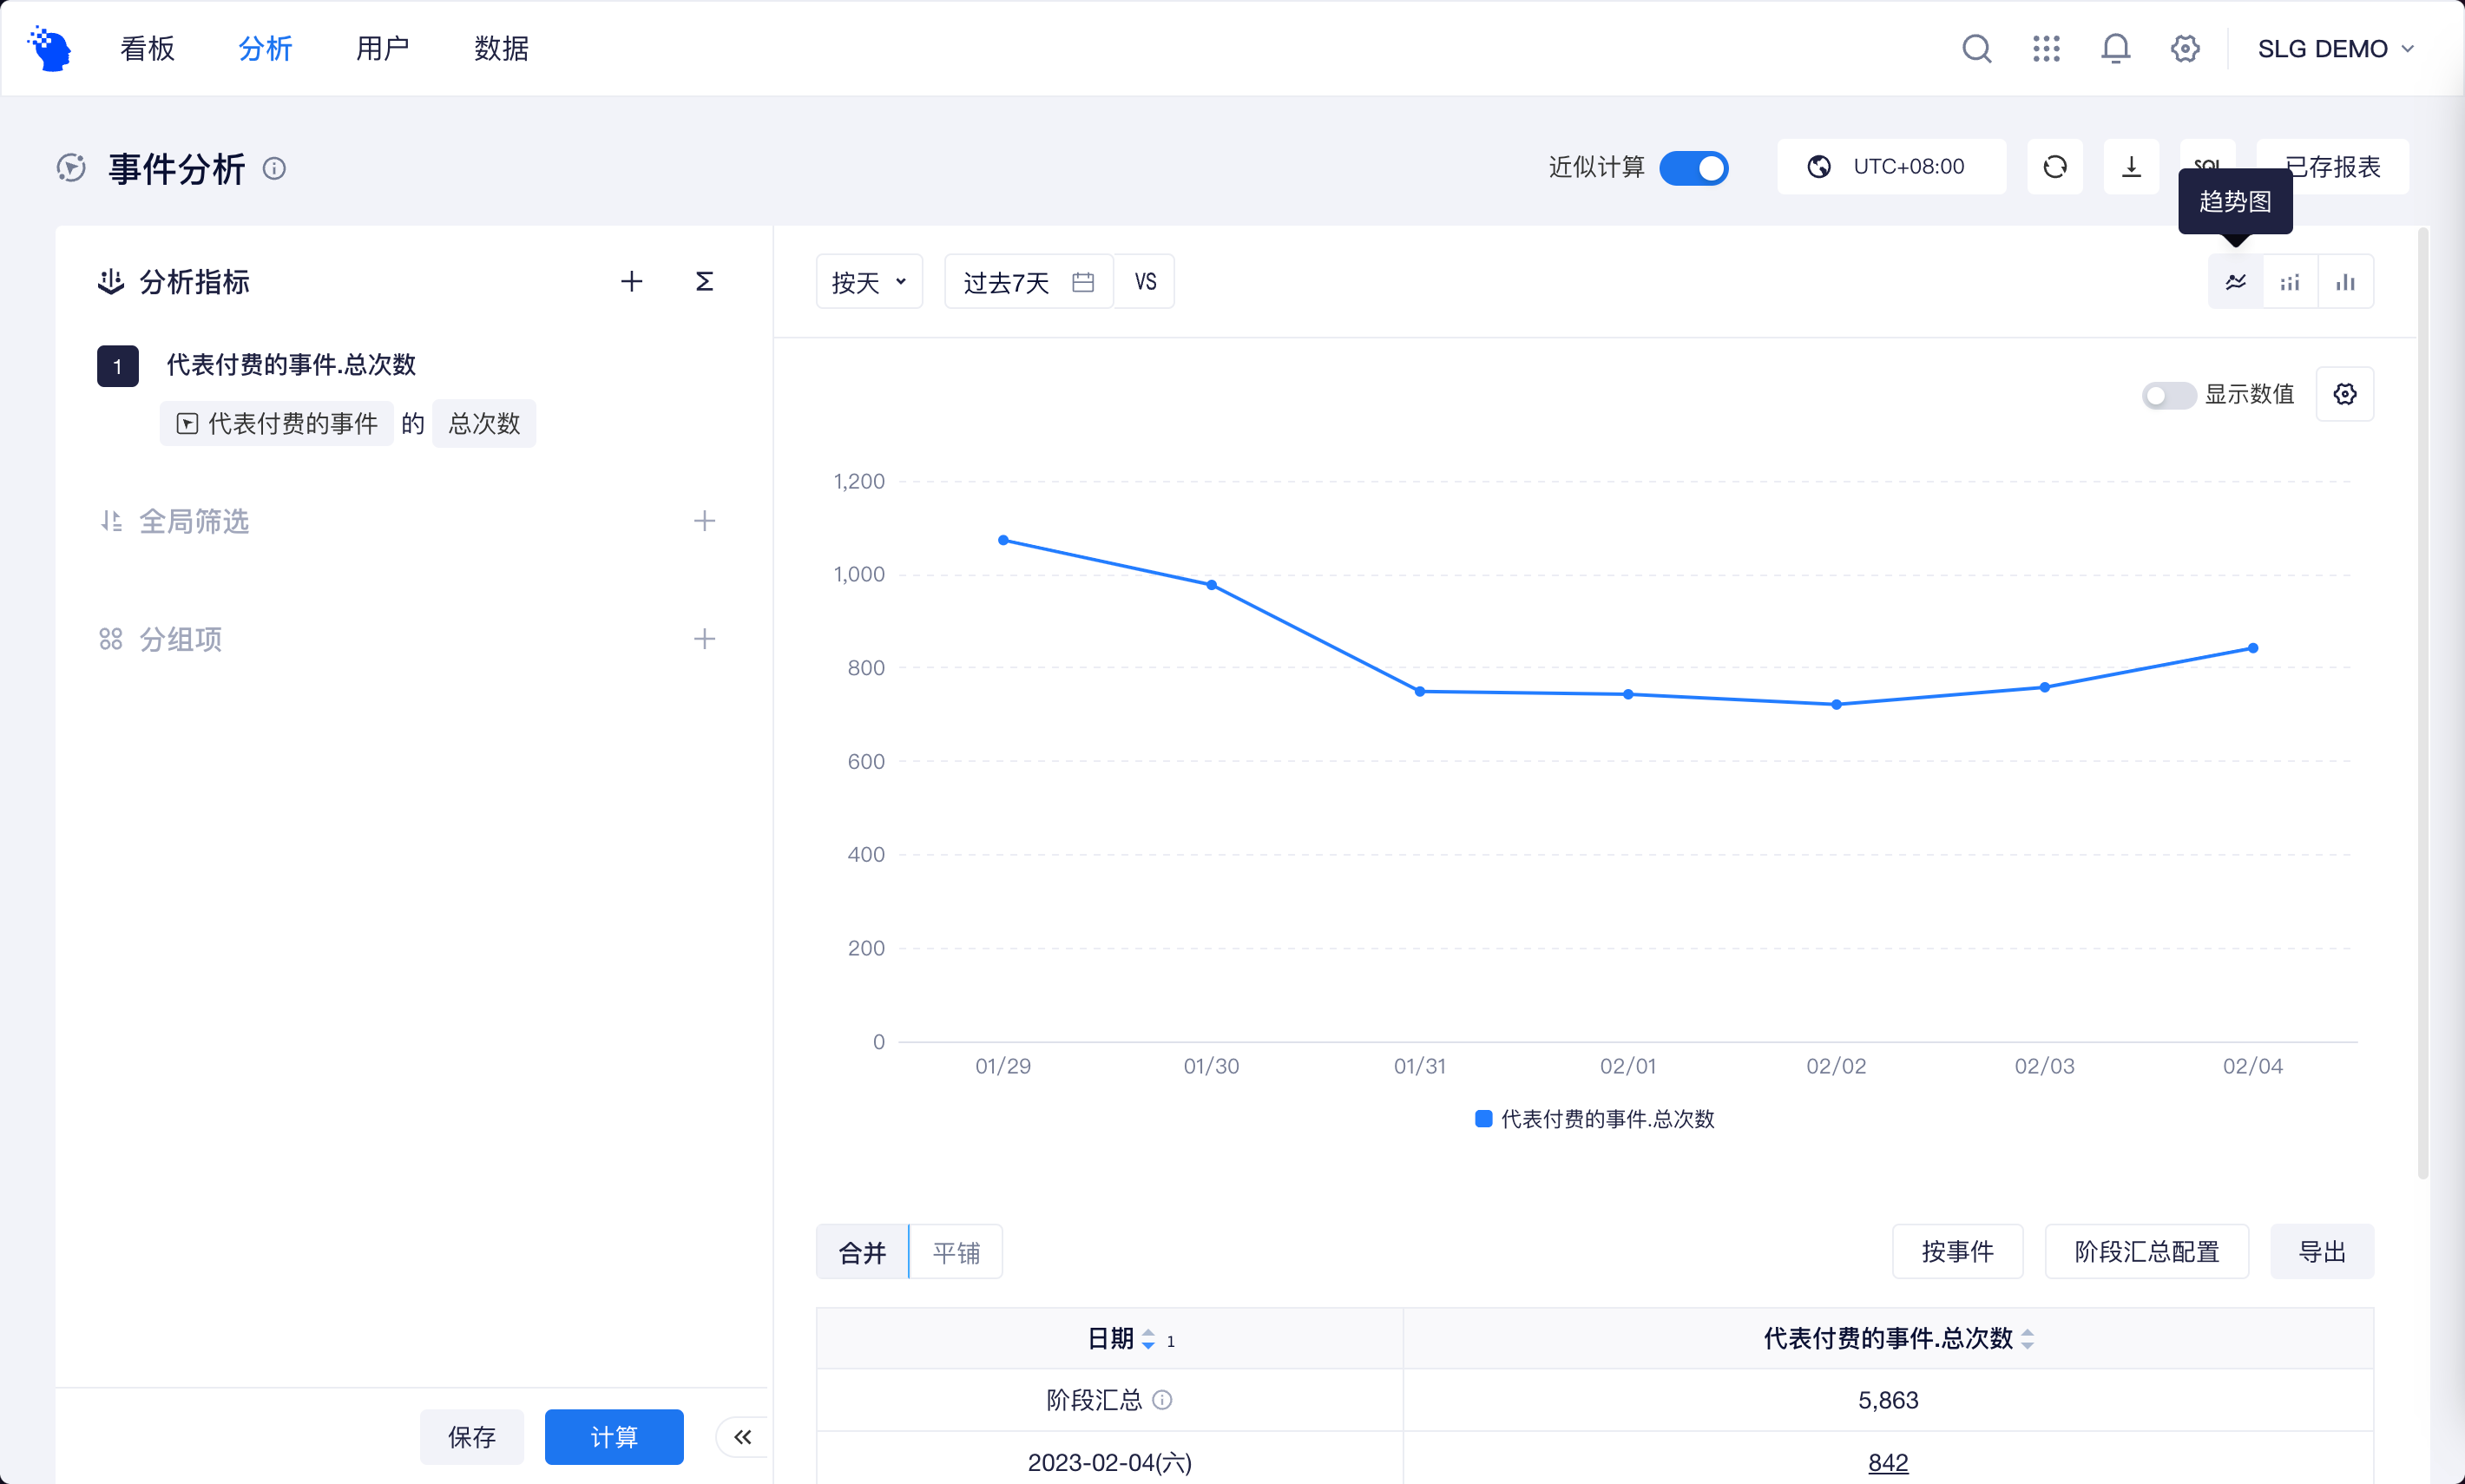 看板
分析
用户
数据
SLG DEMO
事件分析
近似计算
UTC+08:00
已存报表
趋势图
分析指标
1
代表付费的事件.总次数
代表付费的事件 的 总次数
全局筛选
分组项
保存
计算
按天
过去7天
VS
显示数值
1,200
1,000
800
600
400
200
0
01/29
01/30
01/31
02/01
02/02
02/03
02/04
代表付费的事件.总次数
合并
平铺
按事件
阶段汇总配置
导出
日期 1
代表付费的事件.总次数
阶段汇总
5,863
2023-02-04(六)
842